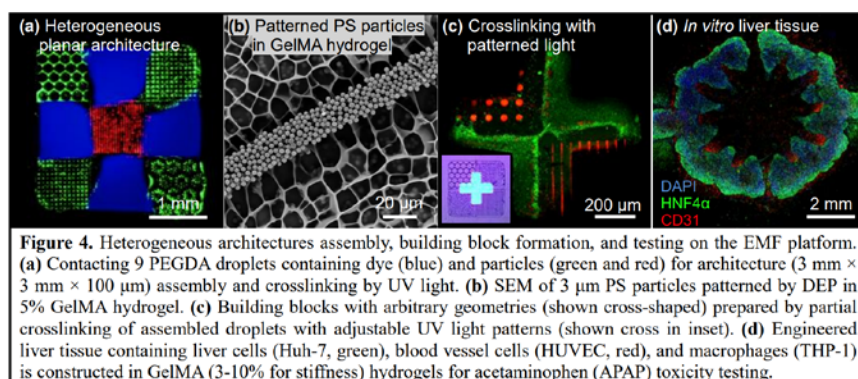 (a) Heterogeneous
planar architecture
1 mm
(b) Patterned PS particles
in GelMA hydrogel
20 μm
(c) Crosslinking with
patterned light
200 μm
(d) In vitro liver tissue
DAPI
HNF4α
CD31
2 mm
Figure 4. Heterogeneous architectures assembly, building block formation, and testing on the EMF platform.
(a) Contacting 9 PEGDA droplets containing dye (blue) and particles (green and red) for architecture (3 mm ×
3 mm × 100 μm) assembly and crosslinking by UV light. (b) SEM of 3 μm PS particles patterned by DEP in
5% GelMA hydrogel. (c) Building blocks with arbitrary geometries (shown cross-shaped) prepared by partial
crosslinking of assembled droplets with adjustable UV light patterns (shown cross in inset). (d) Engineered
liver tissue containing liver cells (Huh-7, green), blood vessel cells (HUVEC, red), and macrophages (THP-1)
is constructed in GelMA (3-10% for stiffness) hydrogels for acetaminophen (APAP) toxicity testing.